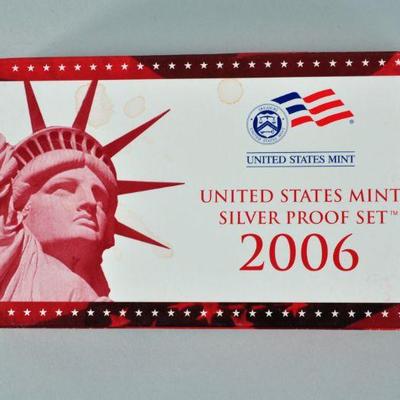 UNITED STATES MINT
UNITED STATES MINT
SILVER PROOF SET™
2006